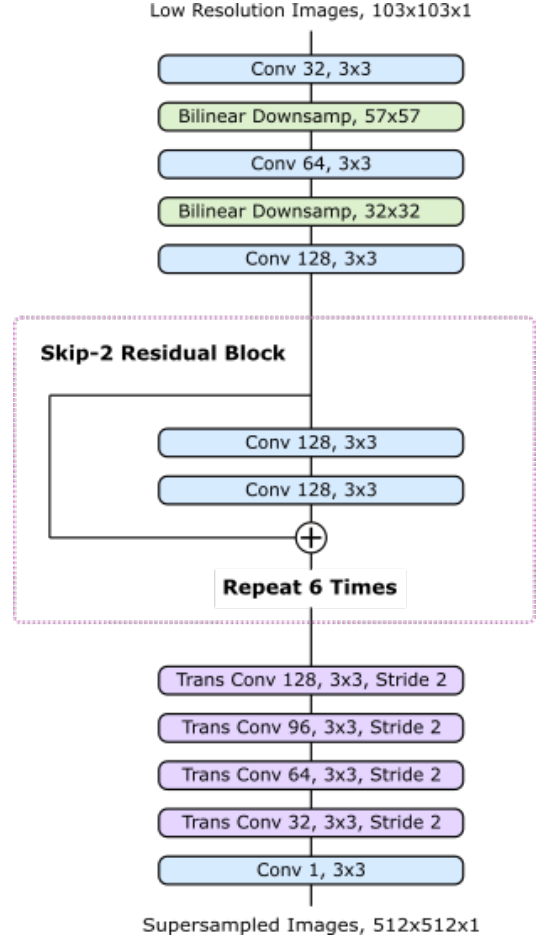 Low Resolution Images, 103x103x1
Conv 32, 3x3
Bilinear Downsamp, 57x57
Conv 64, 3x3
Bilinear Downsamp, 32x32
Conv 128, 3x3
Skip-2 Residual Block
Conv 128, 3x3
Conv 128, 3x3
Repeat 6 Times
Trans Conv 128, 3x3, Stride 2
Trans Conv 96, 3x3, Stride 2
Trans Conv 64, 3x3, Stride 2
Trans Conv 32, 3x3, Stride 2
Conv 1, 3x3
Supersampled Images, 512x512x1